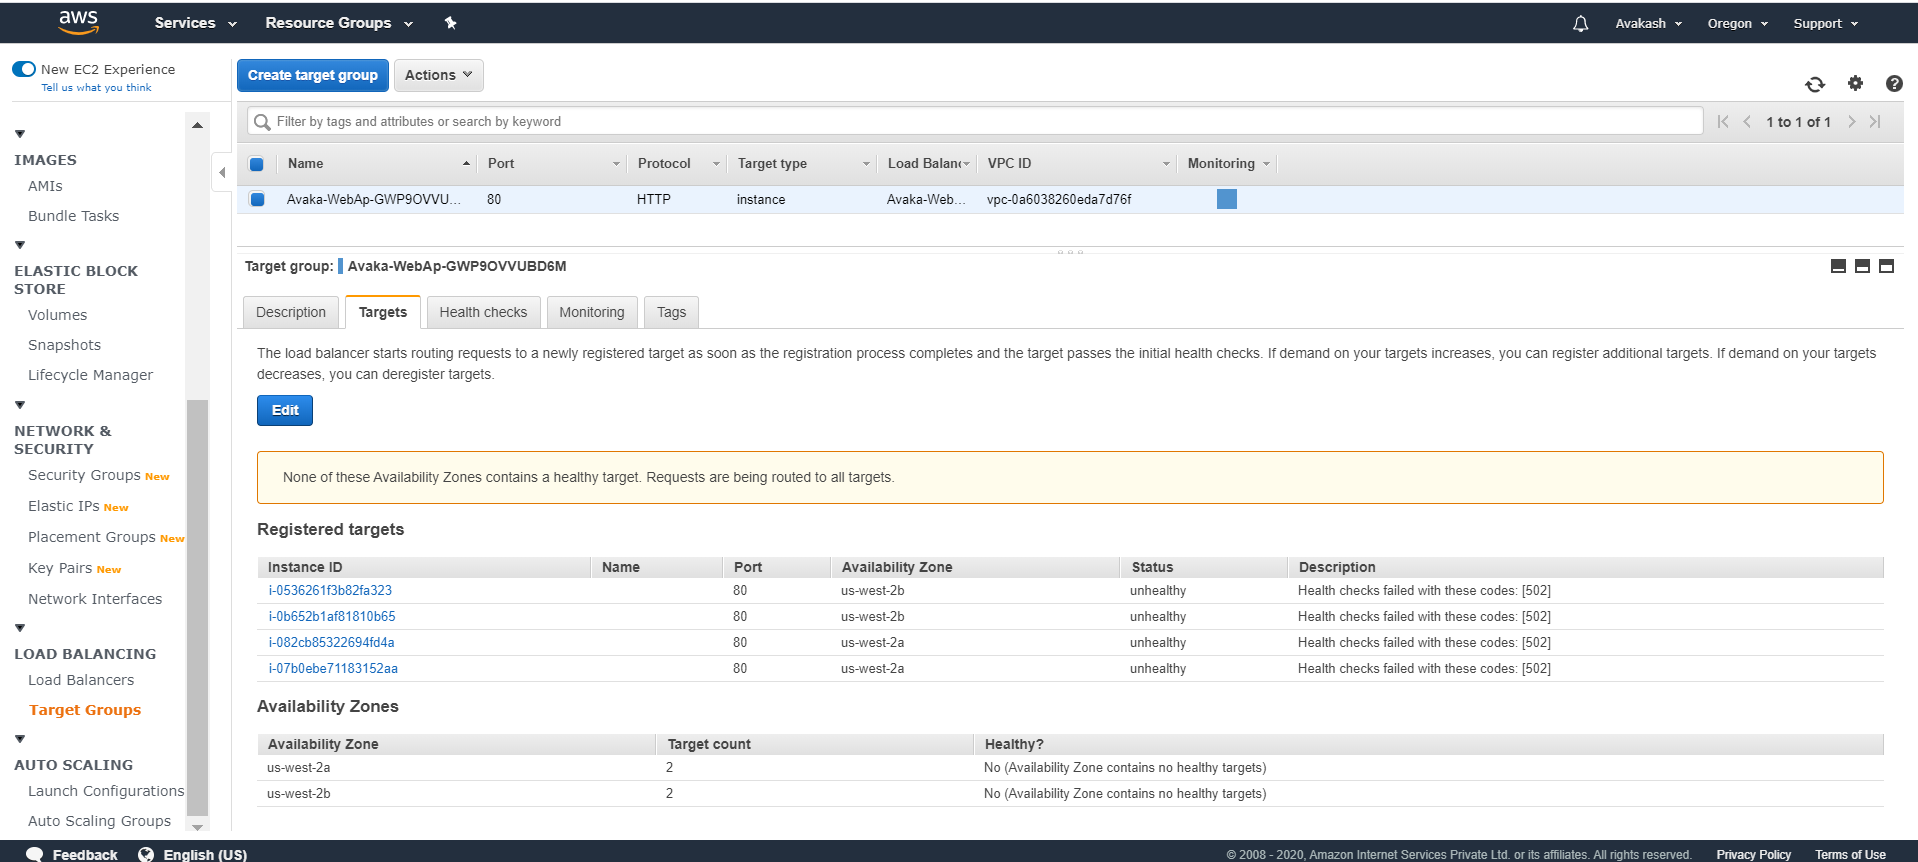 aws Services Resource Groups Avakash Oregon Support
New EC2 Experience
Tell us what you think
IMAGES
AMIs
Bundle Tasks
ELASTIC BLOCK
STORE
Volumes
Snapshots
Lifecycle Manager
NETWORK &
SECURITY
Security Groups New
Elastic IPs New
Placement Groups New
Key Pairs New
Network Interfaces
LOAD BALANCING
Load Balancers
Target Groups
AUTO SCALING
Launch Configurations
Auto Scaling Groups
Create target group Actions
Filter by tags and attributes or search by keyword 1 to 1 of 1
Name Port Protocol Target type Load Balanc VPC ID Monitoring
Avaka-WebAp-GWP9OVVU... 80 HTTP instance Avaka-Web... vpc-0a6038260eda7d76f
Target group: Avaka-WebAp-GWP9OVVUBD6M
Description Targets Health checks Monitoring Tags
The load balancer starts routing requests to a newly registered target as soon as the registration process completes and the target passes the initial health checks. If demand on your targets increases, you can register additional targets. If demand on your targets
decreases, you can deregister targets.
Edit
None of these Availability Zones contains a healthy target. Requests are being routed to all targets.
Registered targets
Instance ID Name Port Availability Zone Status Description
i-0536261f3b82fa323 80 us-west-2b unhealthy Health checks failed with these codes: [502]
i-0b652b1af81810b65 80 us-west-2b unhealthy Health checks failed with these codes: [502]
i-082cb85322694fd4a 80 us-west-2a unhealthy Health checks failed with these codes: [502]
i-07b0ebe71183152aa 80 us-west-2a unhealthy Health checks failed with these codes: [502]
Availability Zones
Availability Zone Target count Healthy?
us-west-2a 2 No (Availability Zone contains no healthy targets)
us-west-2b 2 No (Availability Zone contains no healthy targets)
Feedback English (US) © 2008 - 2020, Amazon Internet Services Private Ltd. or its affiliates. All rights reserved. Privacy Policy Terms of Use